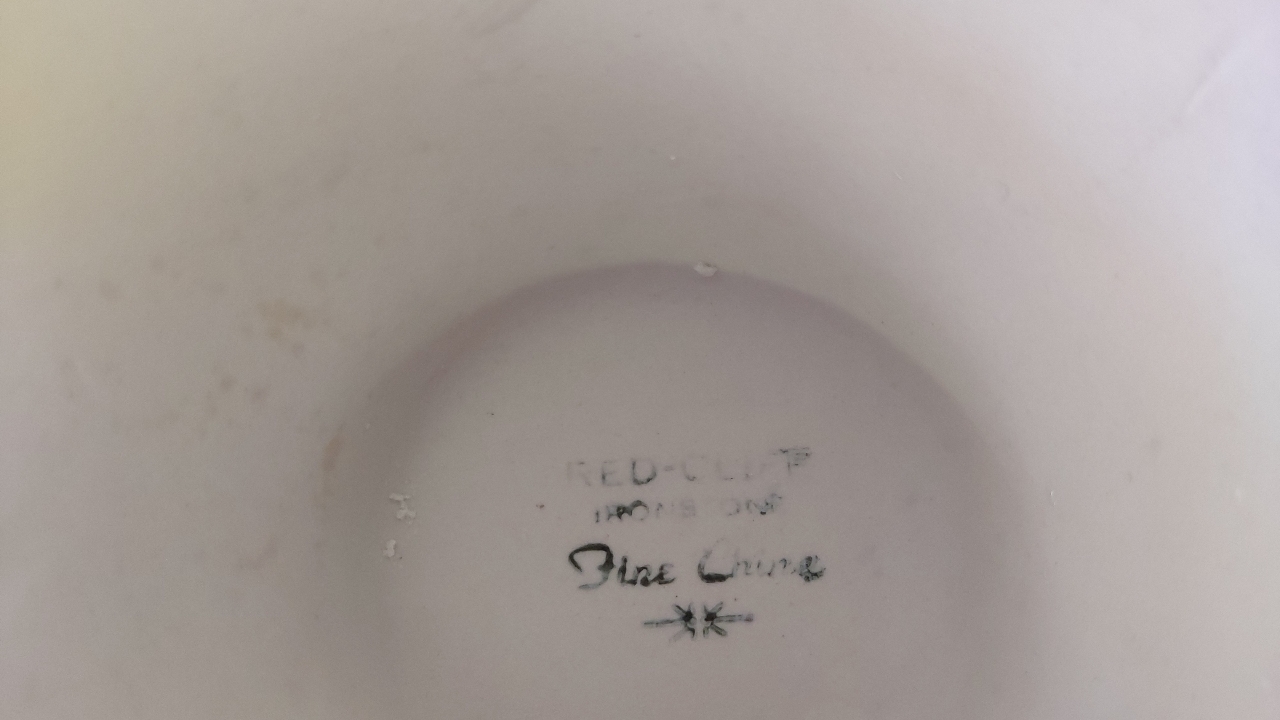 RED-CLIFF
IRONSTONE
Fine China